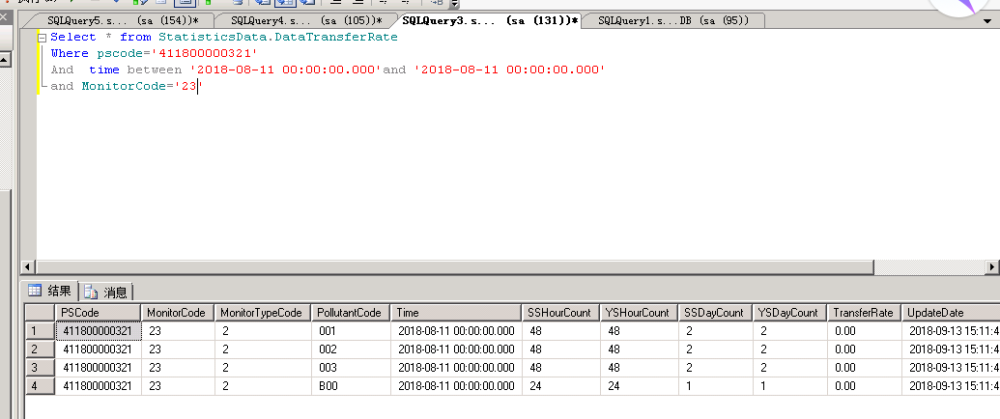 SQLQuery5.s... (sa (154))*
SQLQuery4.s... (sa (105))*
SQLQuery3.s... (sa (131))*
SQLQuery1.s...DB (sa (95))
Select * from StatisticsData.DataTransferRate
Where pscode='411800000321'
And time between '2018-08-11 00:00:00.000'and '2018-08-11 00:00:00.000'
and MonitorCode='23'
结果 消息
PSCode MonitorCode MonitorTypeCode PollutantCode Time SSHourCount YSHourCount SSDayCount YSDayCount TransferRate UpdateDate
1 411800000321 23 2 001 2018-08-11 00:00:00.000 48 48 2 2 0.00 2018-09-13 15:11:4
2 411800000321 23 2 002 2018-08-11 00:00:00.000 48 48 2 2 0.00 2018-09-13 15:11:4
3 411800000321 23 2 003 2018-08-11 00:00:00.000 48 48 2 2 0.00 2018-09-13 15:11:4
4 411800000321 23 2 B00 2018-08-11 00:00:00.000 24 24 1 1 0.00 2018-09-13 15:11:4